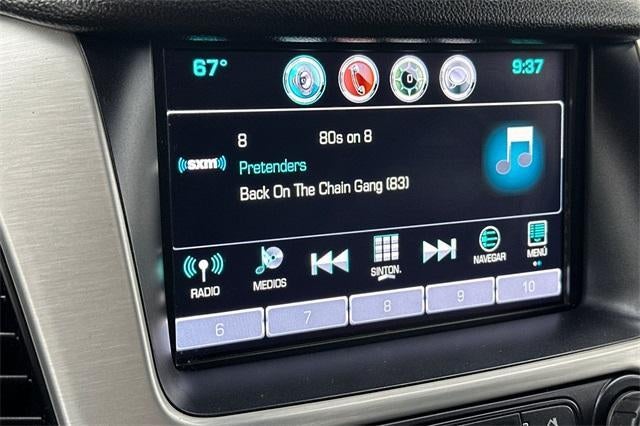 67° 9:37
8 80s on 8
((sxm)) Pretenders
Back On The Chain Gang (83)
RADIO MEDIOS SINTON. NAVEGAR MENÚ
6 7 8 9 10